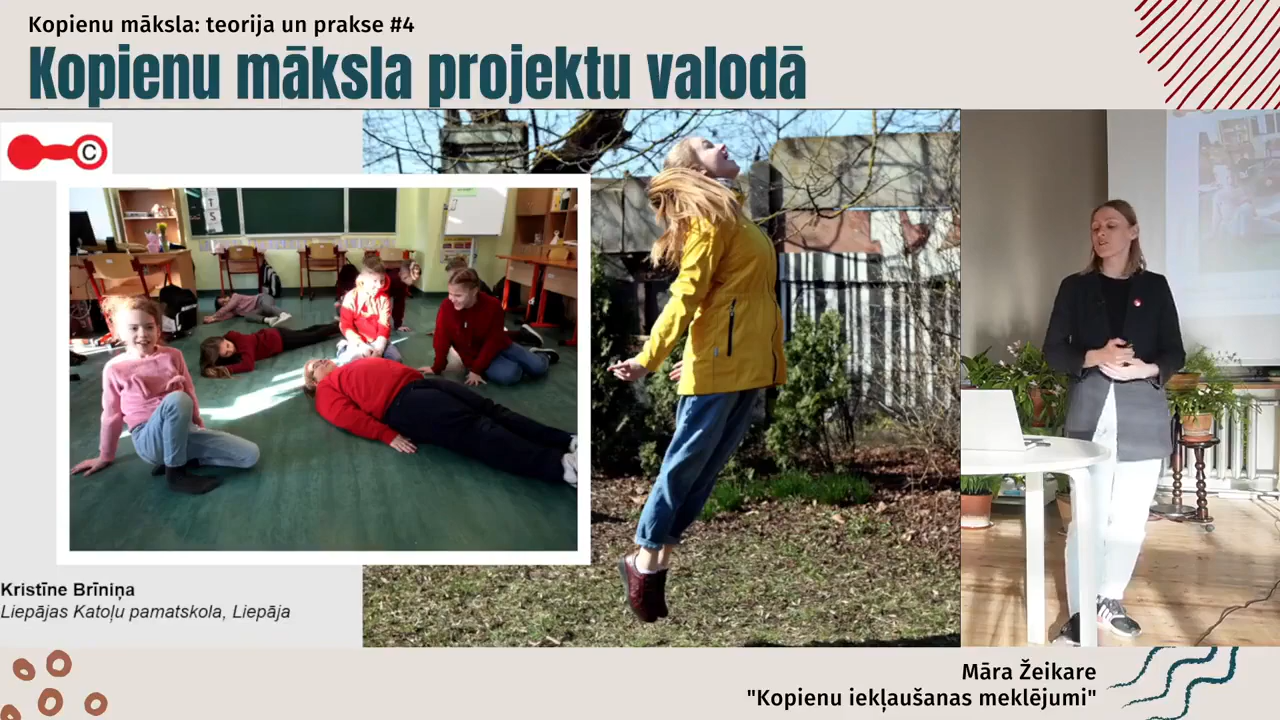 Kopienu māksla: teorija un prakse #4
Kopienu māksla projektu valodā
C
T
S
Kristīne Brīniņa
Liepājas Katoļu pamatskola, Liepāja
Māra Žeikare
"Kopienu iekļaušanas meklējumi"